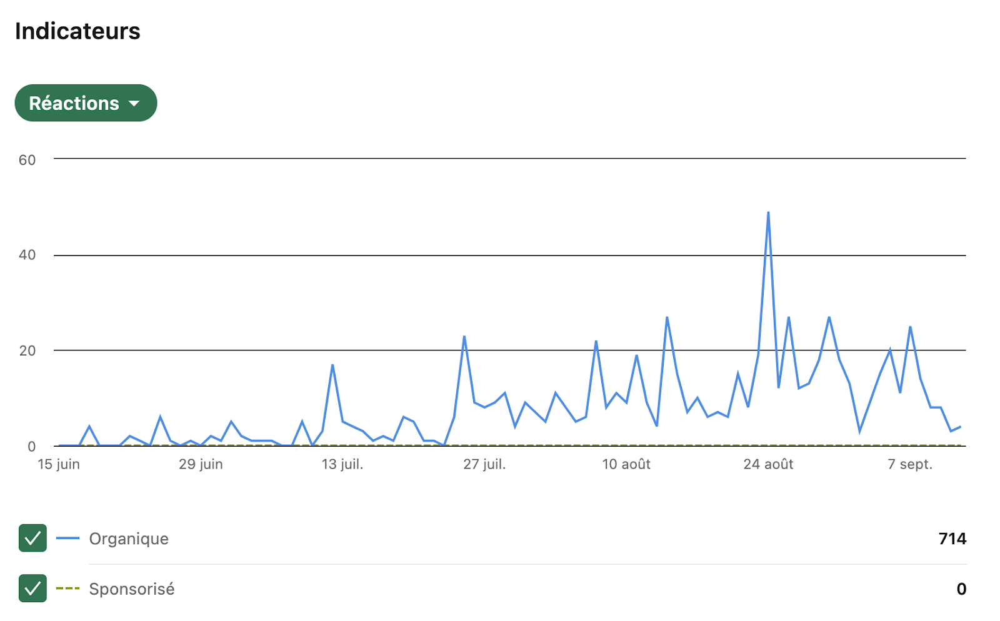 Indicateurs
Réactions
60
40
20
0
15 juin 29 juin 13 juil. 27 juil. 10 août 24 août 7 sept.
Organique 714
Sponsorisé 0